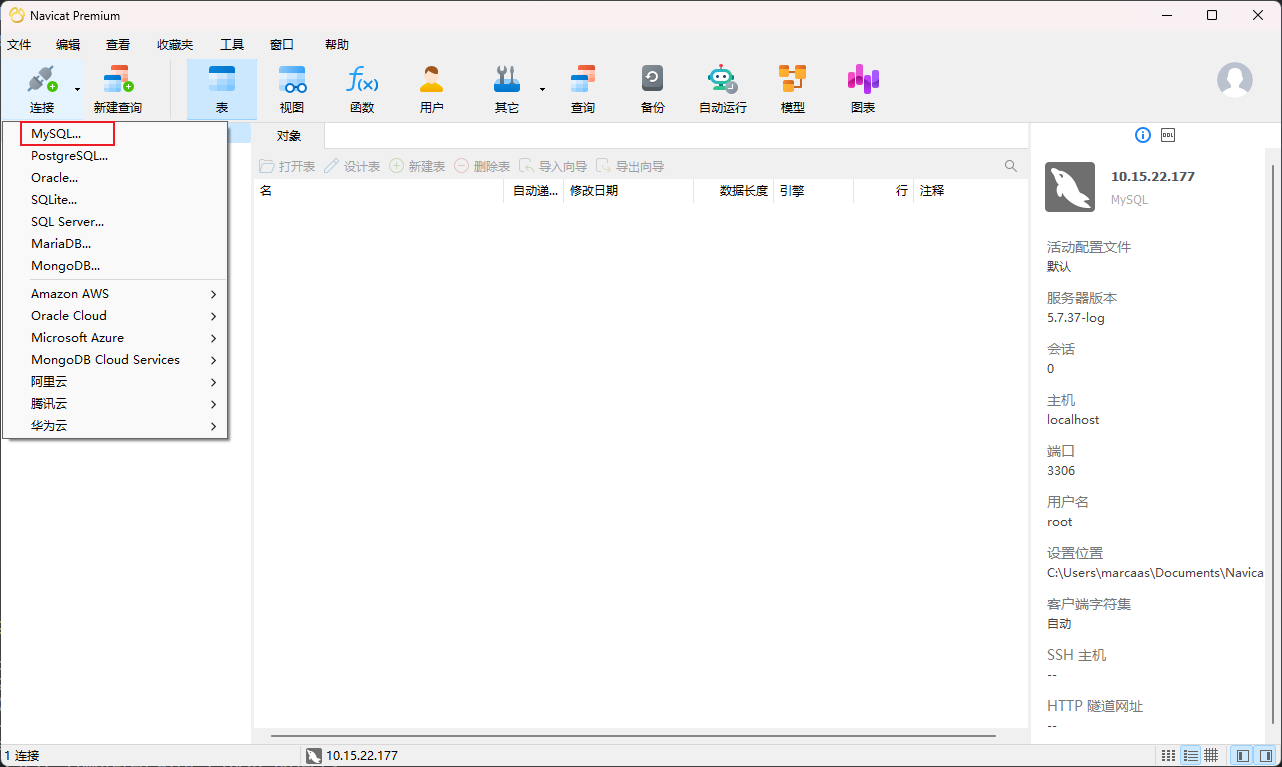 Navicat Premium
文件 编辑 查看 收藏夹 工具 窗口 帮助
连接 新建查询 表 视图 函数 用户 其它 查询 备份 自动运行 模型 图表
MySQL...
PostgreSQL...
Oracle...
SQLite...
SQL Server...
MariaDB...
MongoDB...
Amazon AWS
Oracle Cloud
Microsoft Azure
MongoDB Cloud Services
阿里云
腾讯云
华为云
对象
打开表 设计表 新建表 删除表 导入向导 导出向导
名 自动递... 修改日期 数据长度 引擎 行 注释
DDL
10.15.22.177
MySQL
活动配置文件
默认
服务器版本
5.7.37-log
会话
0
主机
localhost
端口
3306
用户名
root
设置位置
C:\Users\marcaas\Documents\Navica
客户端字符集
自动
SSH 主机
--
HTTP 隧道网址
--
1 连接 10.15.22.177